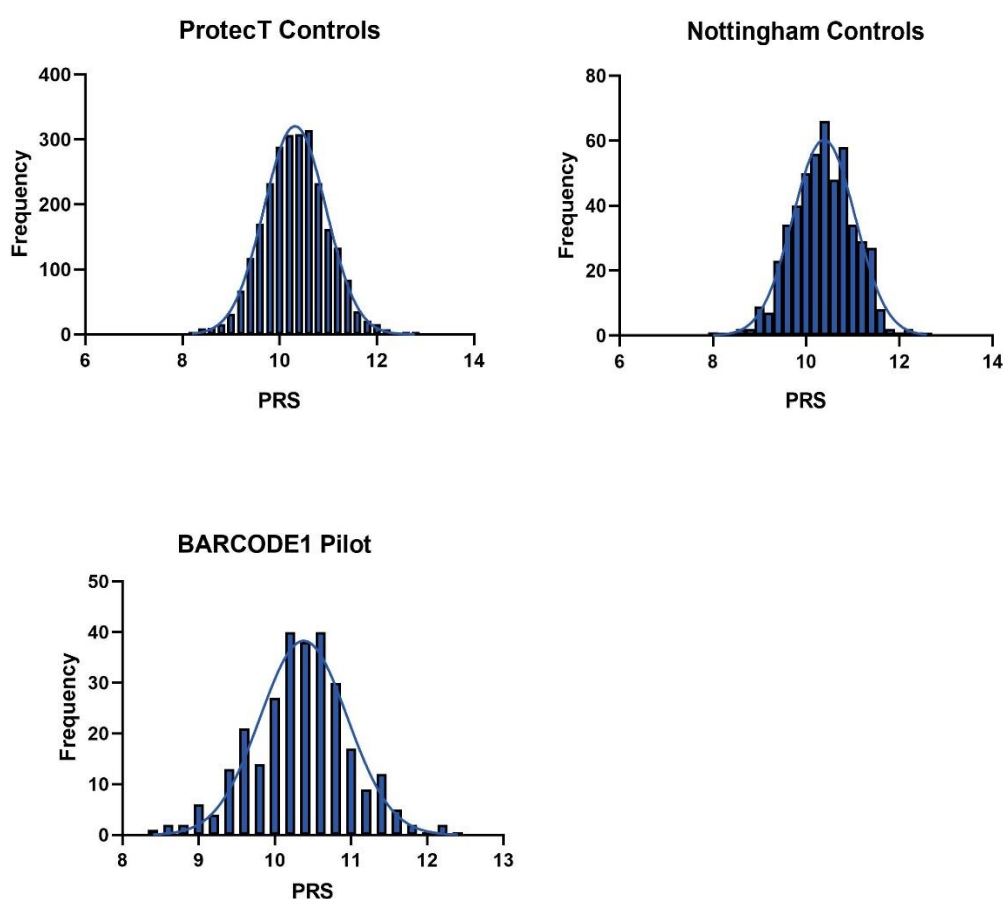 ProtecT Controls
400
300
200
100
0
Frequency
6 8 10 12 14
PRS
Nottingham Controls
80
60
40
20
0
Frequency
6 8 10 12 14
PRS
BARCODE1 Pilot
50
40
30
20
10
0
Frequency
8 9 10 11 12 13
PRS